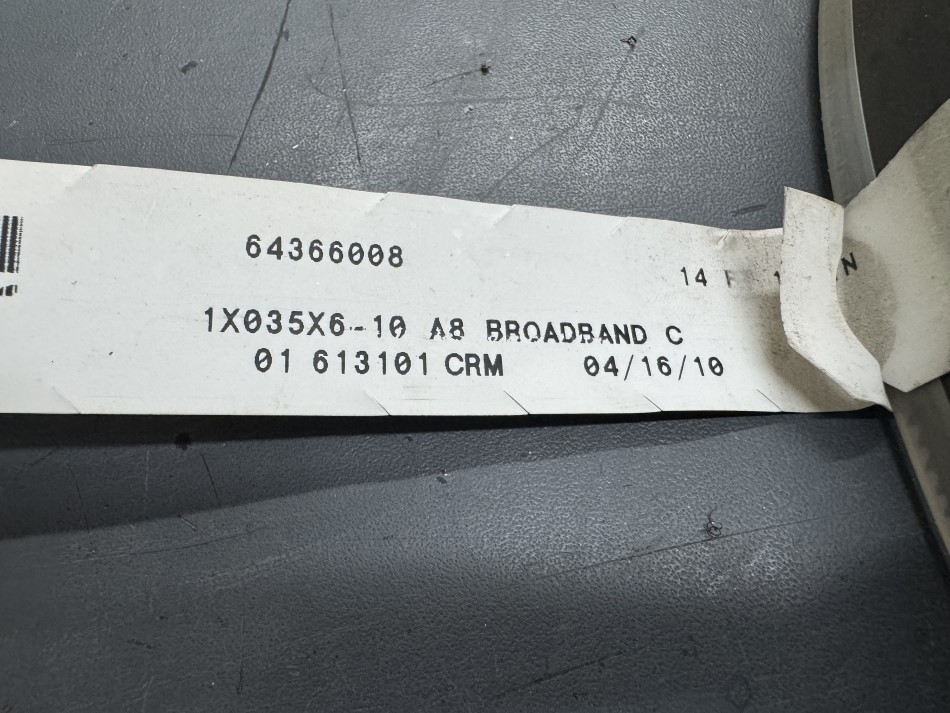 64366008
14
1X035X6-10 A8 BROADBAND C
01 613101 CRM 04/16/10